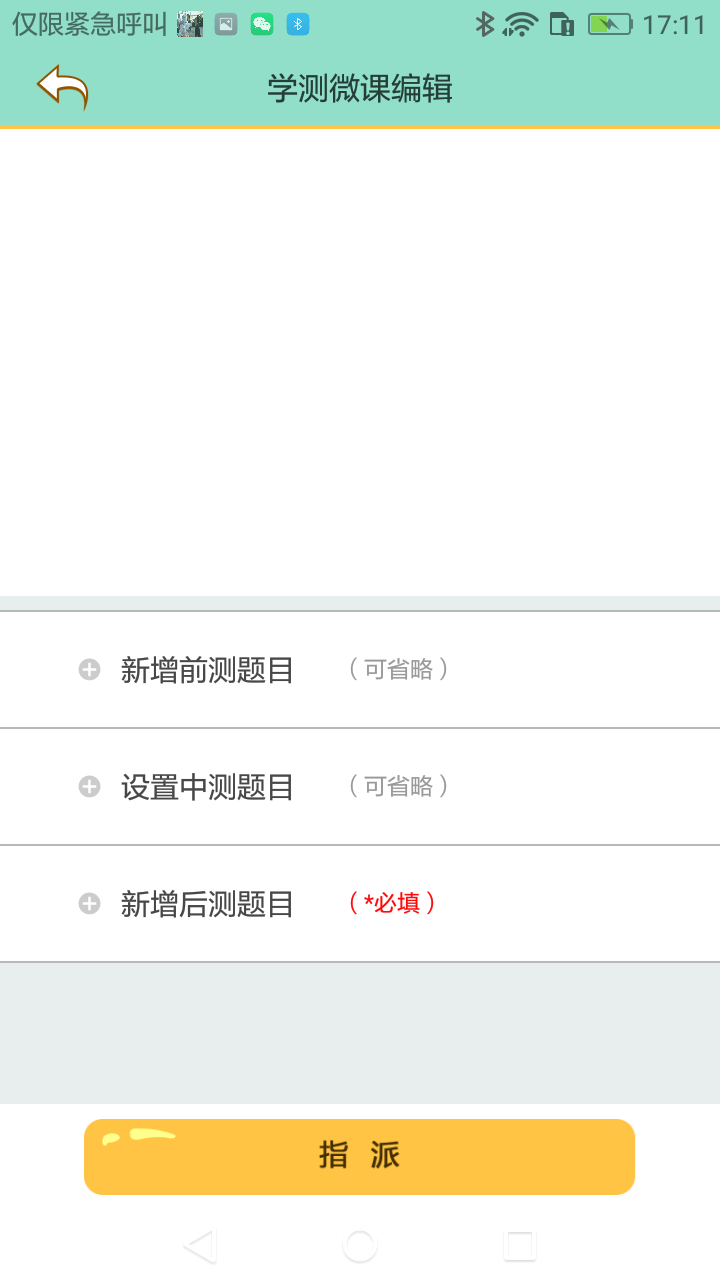 仅限紧急呼叫 17:11
学测微课编辑
新增前测题目 （可省略）
设置中测题目 （可省略）
新增后测题目 （*必填）
指 派